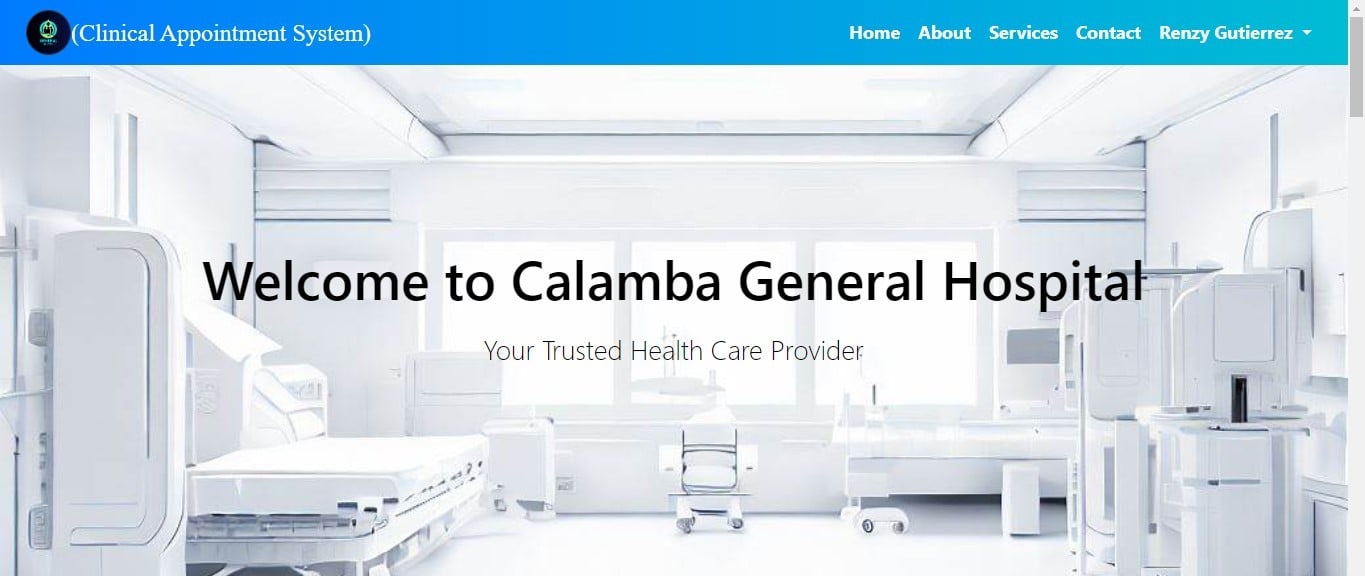 (Clinical Appointment System)
Home About Services Contact Renzy Gutierrez
Welcome to Calamba General Hospital
Your Trusted Health Care Provider